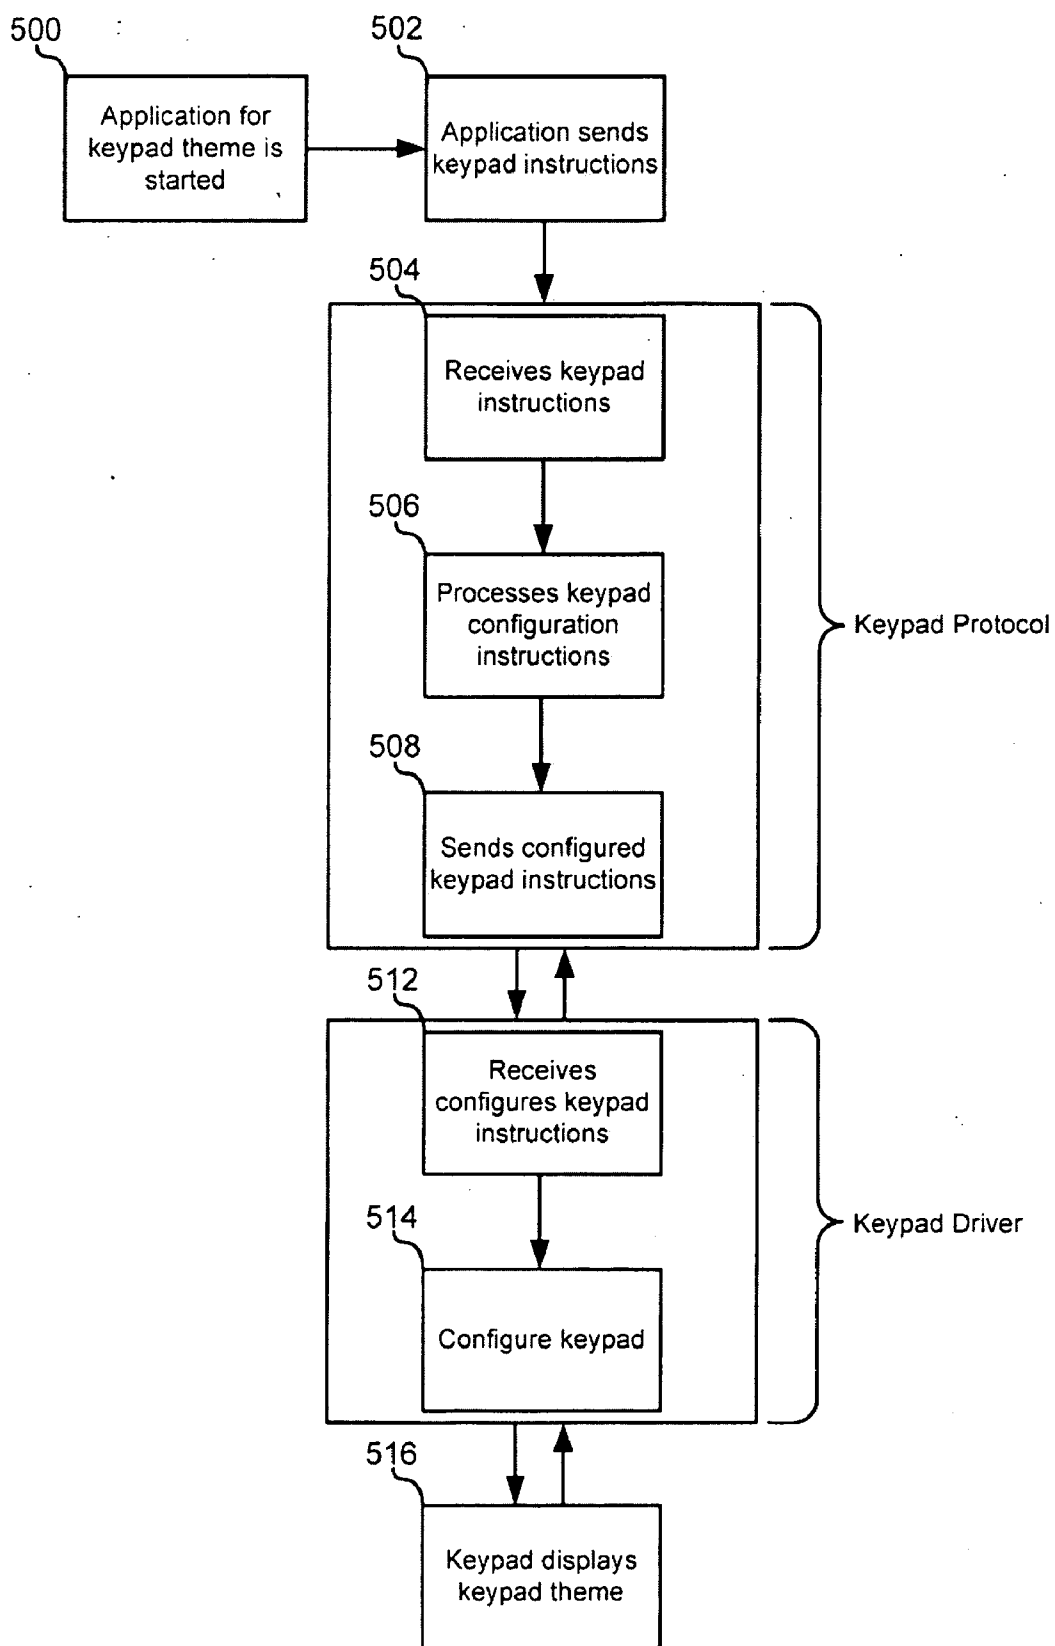 500
502
Application for
keypad theme is
started
Application sends
keypad instructions
504
Receives keypad
instructions
506
Processes keypad
configuration
instructions
Keypad Protocol
508
Sends configured
keypad instructions
512
Receives
configures keypad
instructions
514
Keypad Driver
Configure keypad
516
Keypad displays
keypad theme